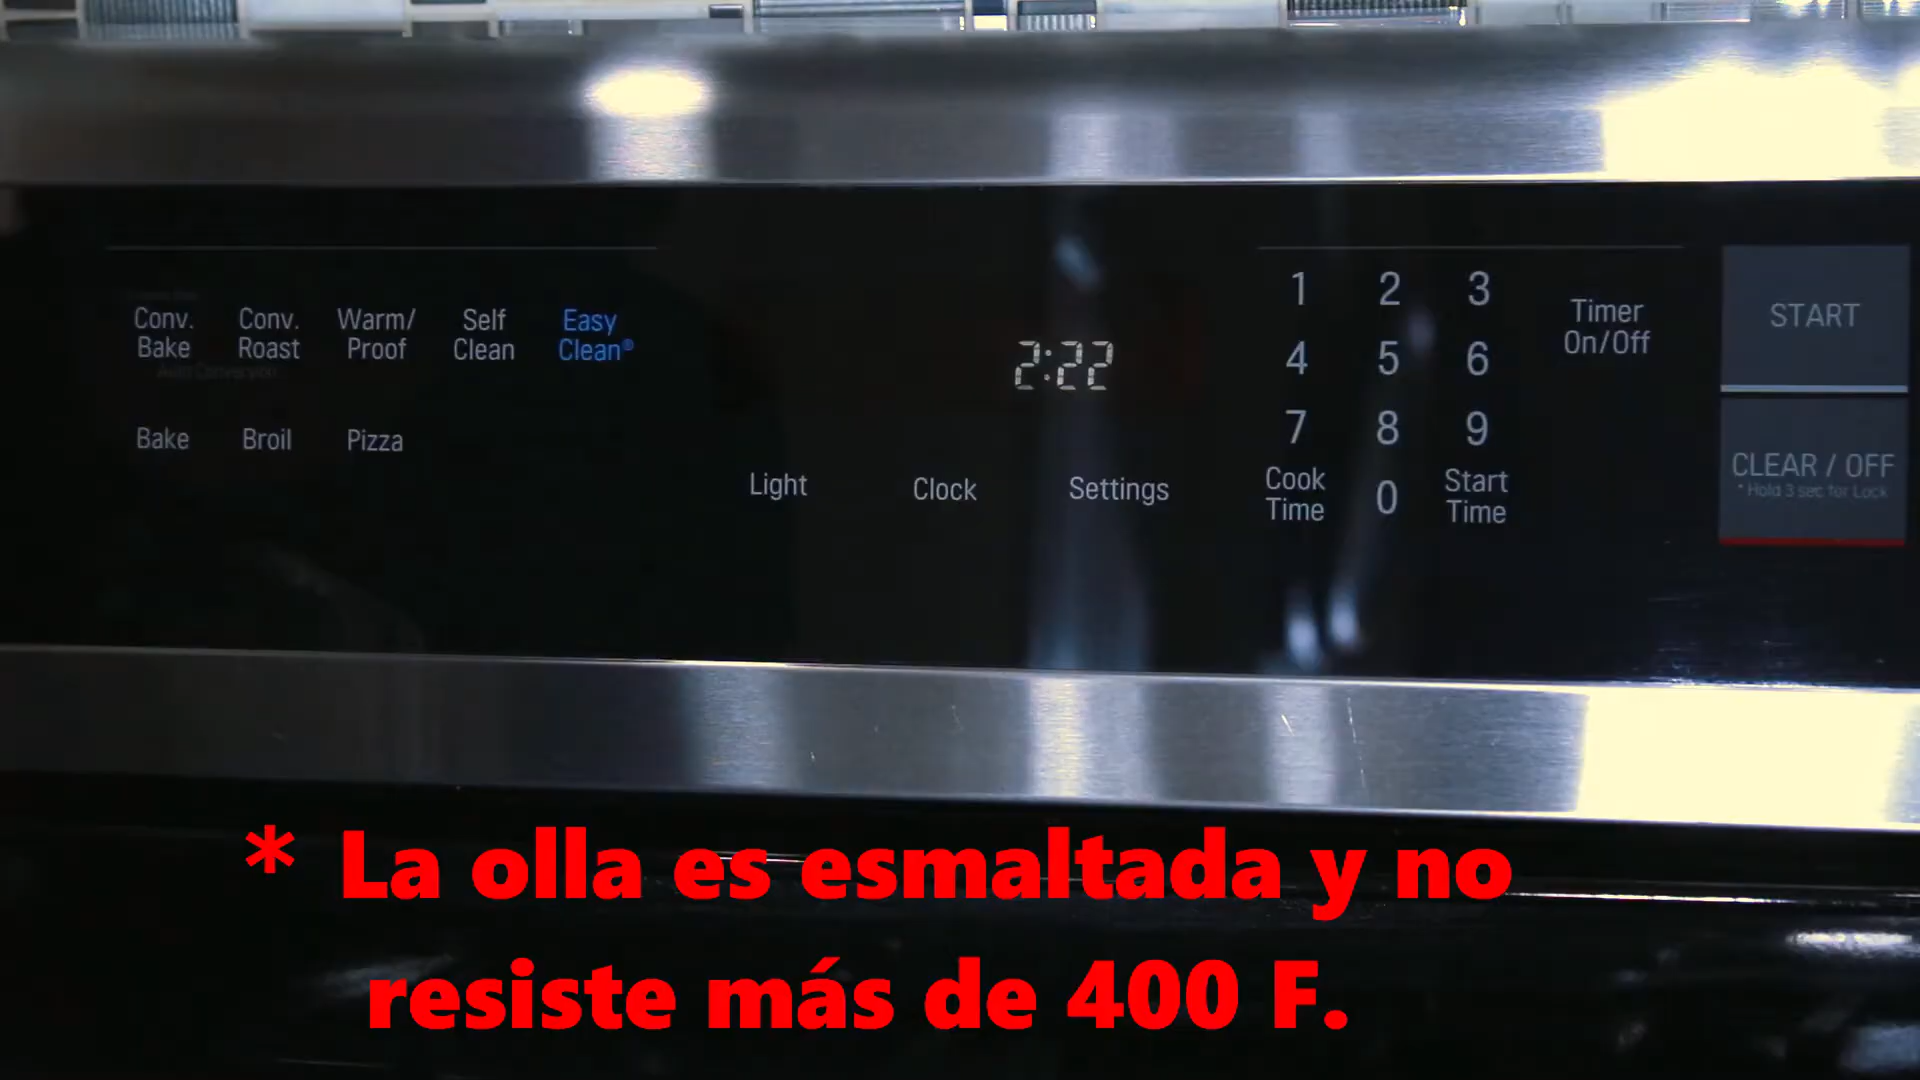 Conv.
Bake
Conv.
Roast
Warm/
Proof
Self
Clean
Easy
Clean®
Auto Conversion
Bake
Broil
Pizza
2:22
Light
Clock
Settings
1 2 3
4 5 6
7 8 9
Cook
Time
0
Start
Time
Timer
On/Off
START
CLEAR / OFF
* Hold 3 sec for Lock
* La olla es esmaltada y no
resiste más de 400 F.